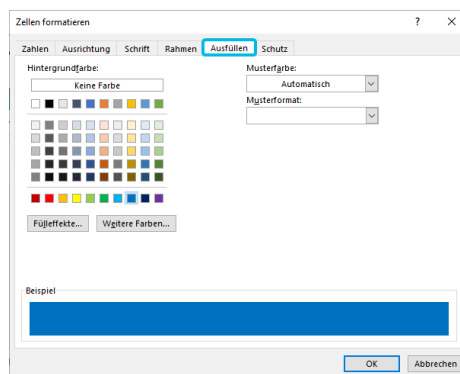 Zellen formatieren
?
Zahlen Ausrichtung Schrift Rahmen Ausfüllen Schutz
Hintergrundfarbe:
Keine Farbe
Musterfarbe:
Automatisch
Musterformat:
Fülleffekte... Weitere Farben...
Beispiel
OK Abbrechen